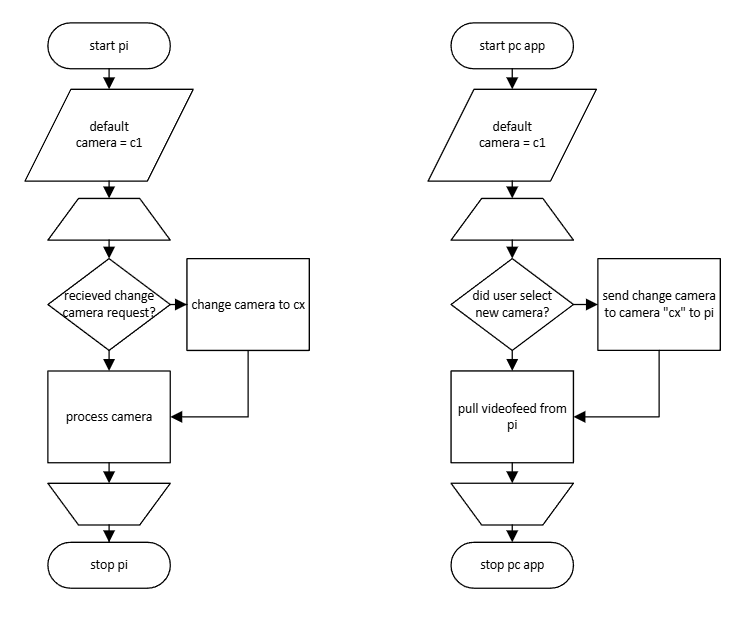 start pi
default
camera = c1
recieved change
camera request?
change camera to cx
process camera
stop pi
start pc app
default
camera = c1
did user select
new camera?
send change camera
to camera "cx" to pi
pull videofeed from
pi
stop pc app